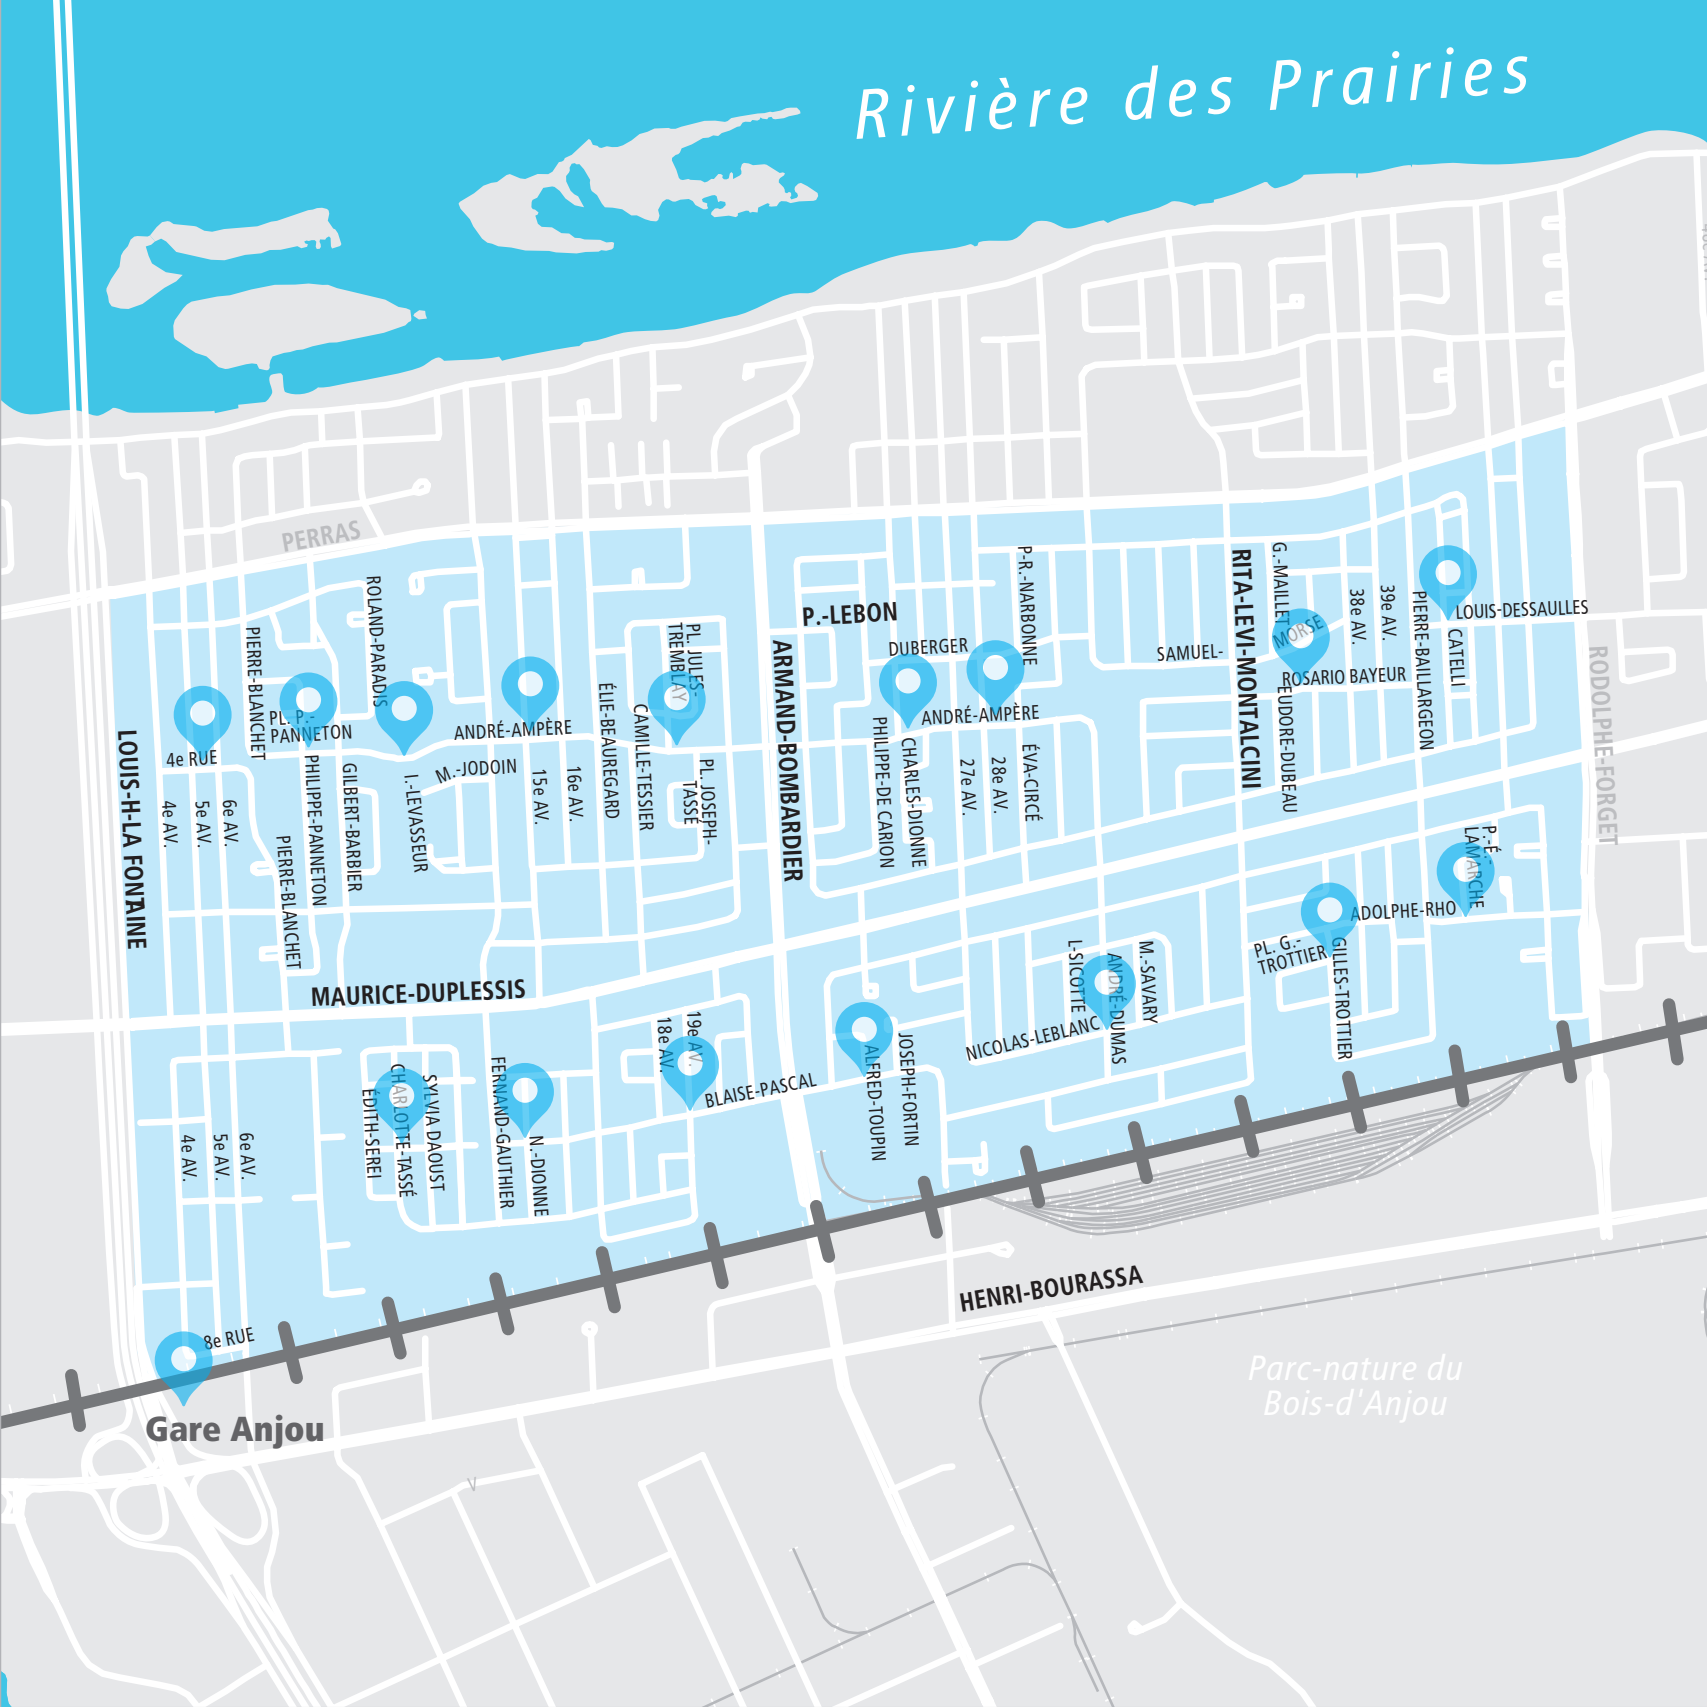 Rivière des Prairies
PERRAS
P.-LEBON
DUBERGER
P.-R.-NARBONNE
SAMUEL-
MORSE
G.-MAILLET
38e AV.
39e AV.
LOUIS-DESSAULLES
CATELLI
ROSARIO BAYEUR
EUDORE-DUBEAU
PIERRE-BAILLARGEON
RITA-LEVI-MONTALCINI
RODOLPHE-FORGET
ROLAND-PARADIS
PIERRE-BLANCHET
PL. P.-
PANNETON
4e RUE
ANDRÉ-AMPÈRE
M.-JODOIN
PL. JULES-
TREMBLAY
ÉLIE-BEAUREGARD
CAMILLE-TESSIER
PL. JOSEPH-
TASSÉ
ARMAND-BOMBARDIER
ANDRÉ-AMPÈRE
PHILIPPE-DE CARION
CHARLES-DIONNE
27e AV.
28e AV.
ÉVA-CIRCÉ
LOUIS-H-LA FONTAINE
4e AV.
5e AV.
6e AV.
PIERRE-BLANCHET
PHILIPPE-PANNETON
GILBERT-BARBIER
I.-LEVASSEUR
15e AV.
16e AV.
P.-É.-
LAMARCHE
ADOLPHE-RHO
PL. G.-
TROTTIER
GILLES-TROTTIER
MAURICE-DUPLESSIS
L-SICOTTE
ANDRÉ-DUMAS
M.-SAVARY
NICOLAS-LEBLANC
18e AV.
19e AV.
BLAISE-PASCAL
ALFRED-TOUPIN
JOSEPH-FORTIN
ÉDITH-SEREI
CHARLOTTE-TASSÉ
SYLVIA DAOUST
FERNAND-GAUTHIER
N.-DIONNE
4e AV.
5e AV.
6e AV.
8e RUE
HENRI-BOURASSA
Gare Anjou
Parc-nature du
Bois-d'Anjou